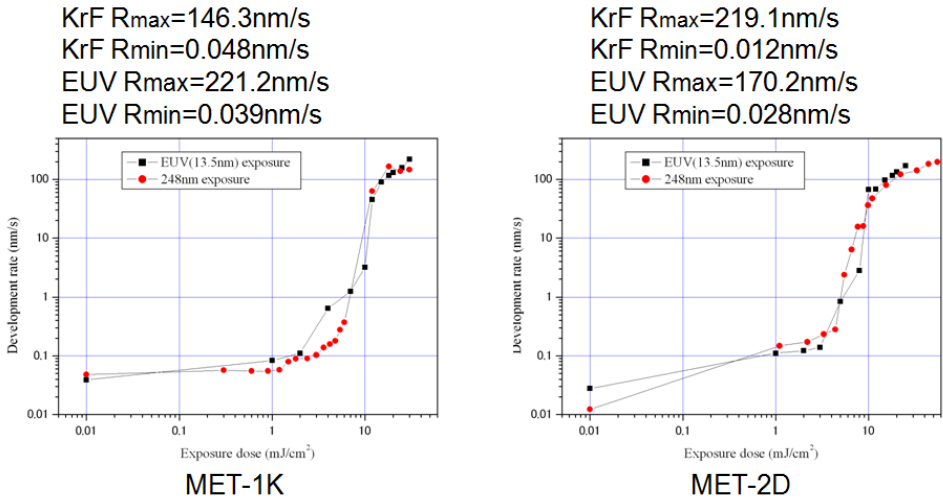 KrF Rmax=146.3nm/s
KrF Rmin=0.048nm/s
EUV Rmax=221.2nm/s
EUV Rmin=0.039nm/s
EUV(13.5nm) exposure
248nm exposure
100
10
1
0.1
0.01
Development rate (nm/s)
0.01
0.1
1
10
Exposure dose (mJ/cm²)
MET-1K
KrF Rmax=219.1nm/s
KrF Rmin=0.012nm/s
EUV Rmax=170.2nm/s
EUV Rmin=0.028nm/s
EUV(13.5nm) exposure
248nm exposure
100
10
1
0.1
0.01
Development rate (nm/s)
0.01
0.1
1
10
Exposure dose (mJ/cm²)
MET-2D